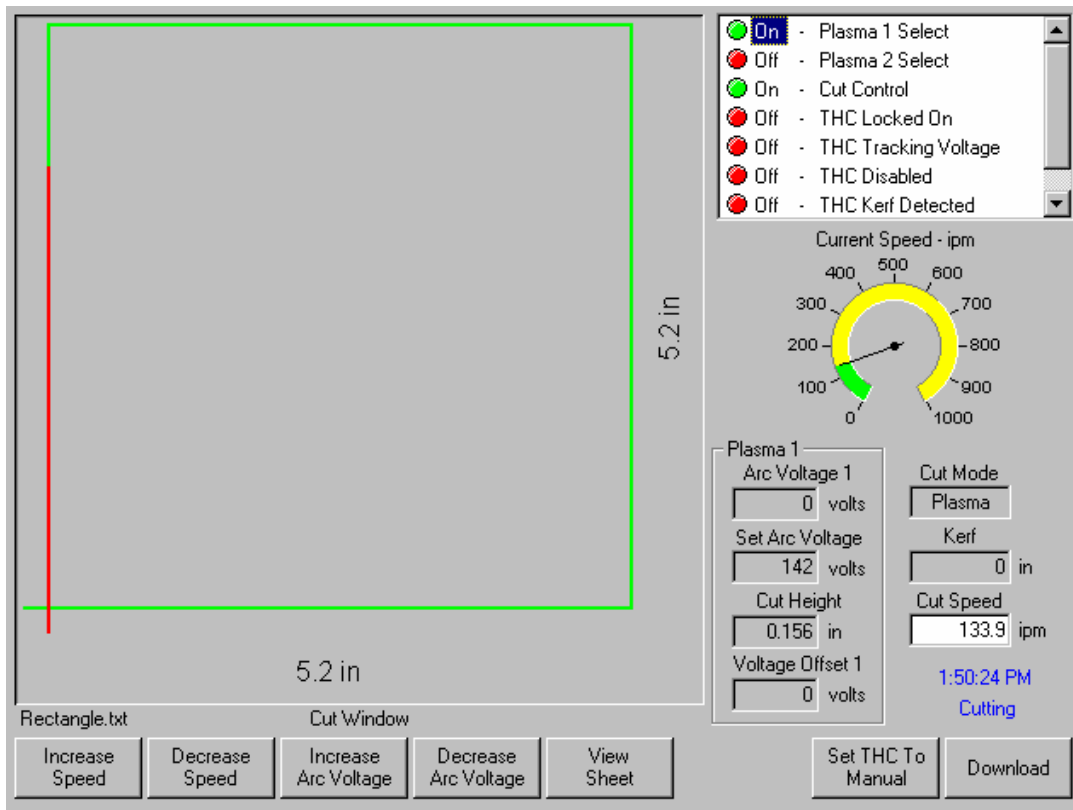 On - Plasma 1 Select
Off - Plasma 2 Select
On - Cut Control
Off - THC Locked On
Off - THC Tracking Voltage
Off - THC Disabled
Off - THC Kerf Detected
5.2 in
5.2 in
Current Speed - ipm
0
100
200
300
400
500
600
700
800
900
1000
Plasma 1
Arc Voltage 1
0 volts
Set Arc Voltage
142 volts
Cut Height
0.156 in
Voltage Offset 1
0 volts
Cut Mode
Plasma
Kerf
0 in
Cut Speed
133.9 ipm
1:50:24 PM
Cutting
Rectangle.txt
Cut Window
Increase
Speed
Decrease
Speed
Increase
Arc Voltage
Decrease
Arc Voltage
View
Sheet
Set THC To
Manual
Download